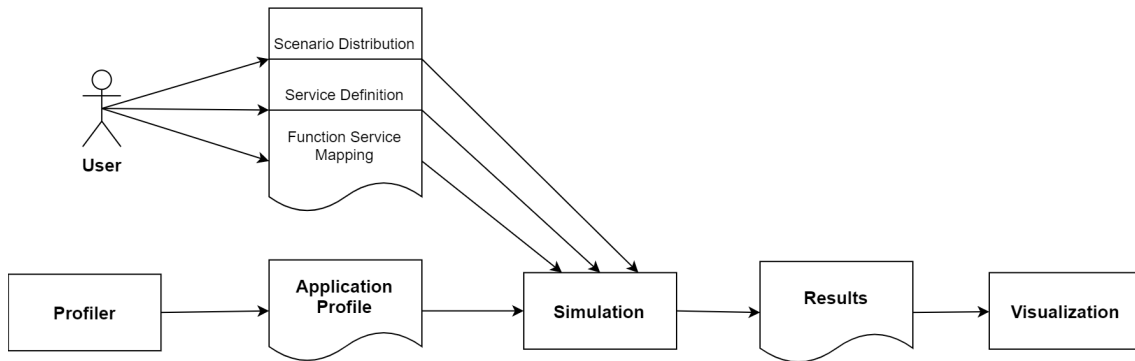 Scenario Distribution
Service Definition
Function Service
Mapping
User
Profiler
Application
Profile
Simulation
Results
Visualization